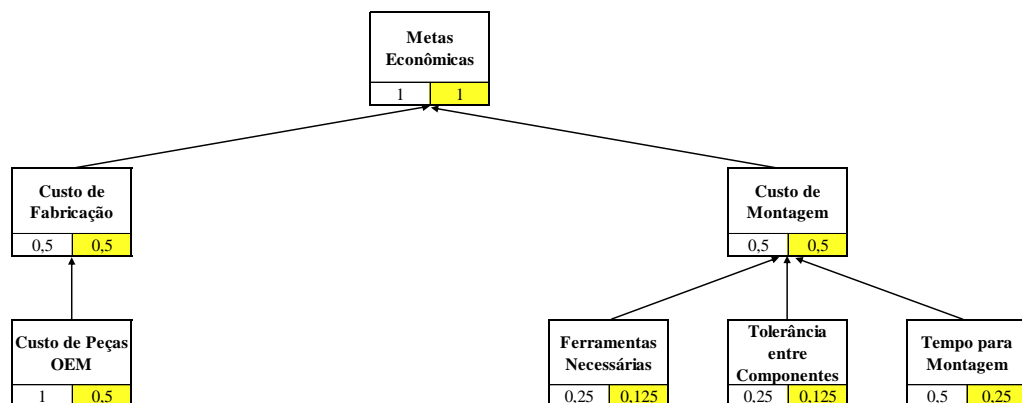 Metas
Econômicas
1 1
Custo de
Fabricação
0,5 0,5
Custo de
Montagem
0,5 0,5
Custo de Peças
OEM
1 0,5
Ferramentas
Necessárias
0,25 0,125
Tolerância
entre
Componentes
0,25 0,125
Tempo para
Montagem
0,5 0,25